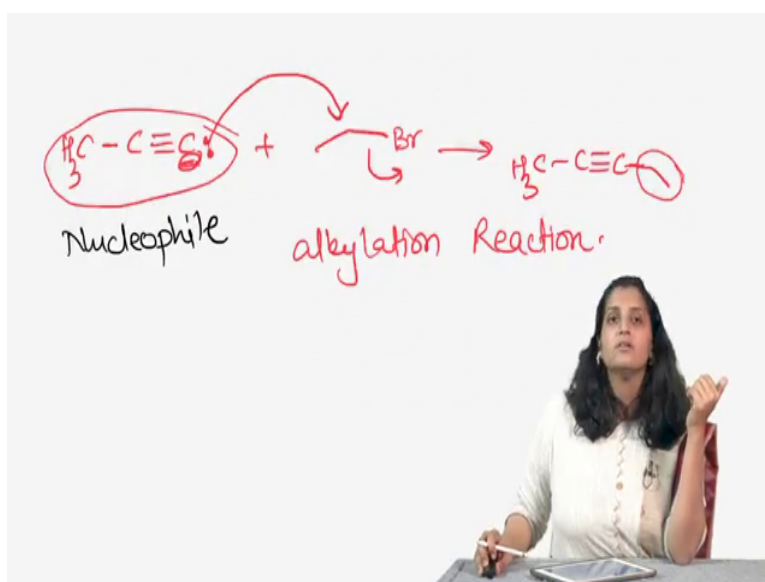 H3C - C ≡ C: + Br → H3C - C ≡ C
Nucleophile
alkylation Reaction.